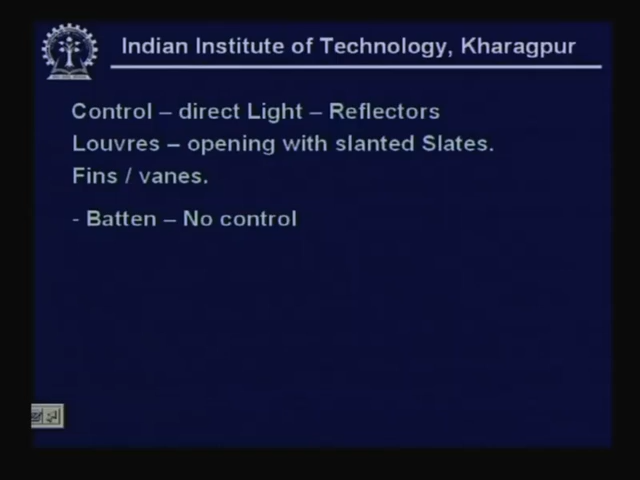 Indian Institute of Technology, Kharagpur
Control – direct Light – Reflectors
Louvres – opening with slanted Slates.
Fins / vanes.
- Batten – No control